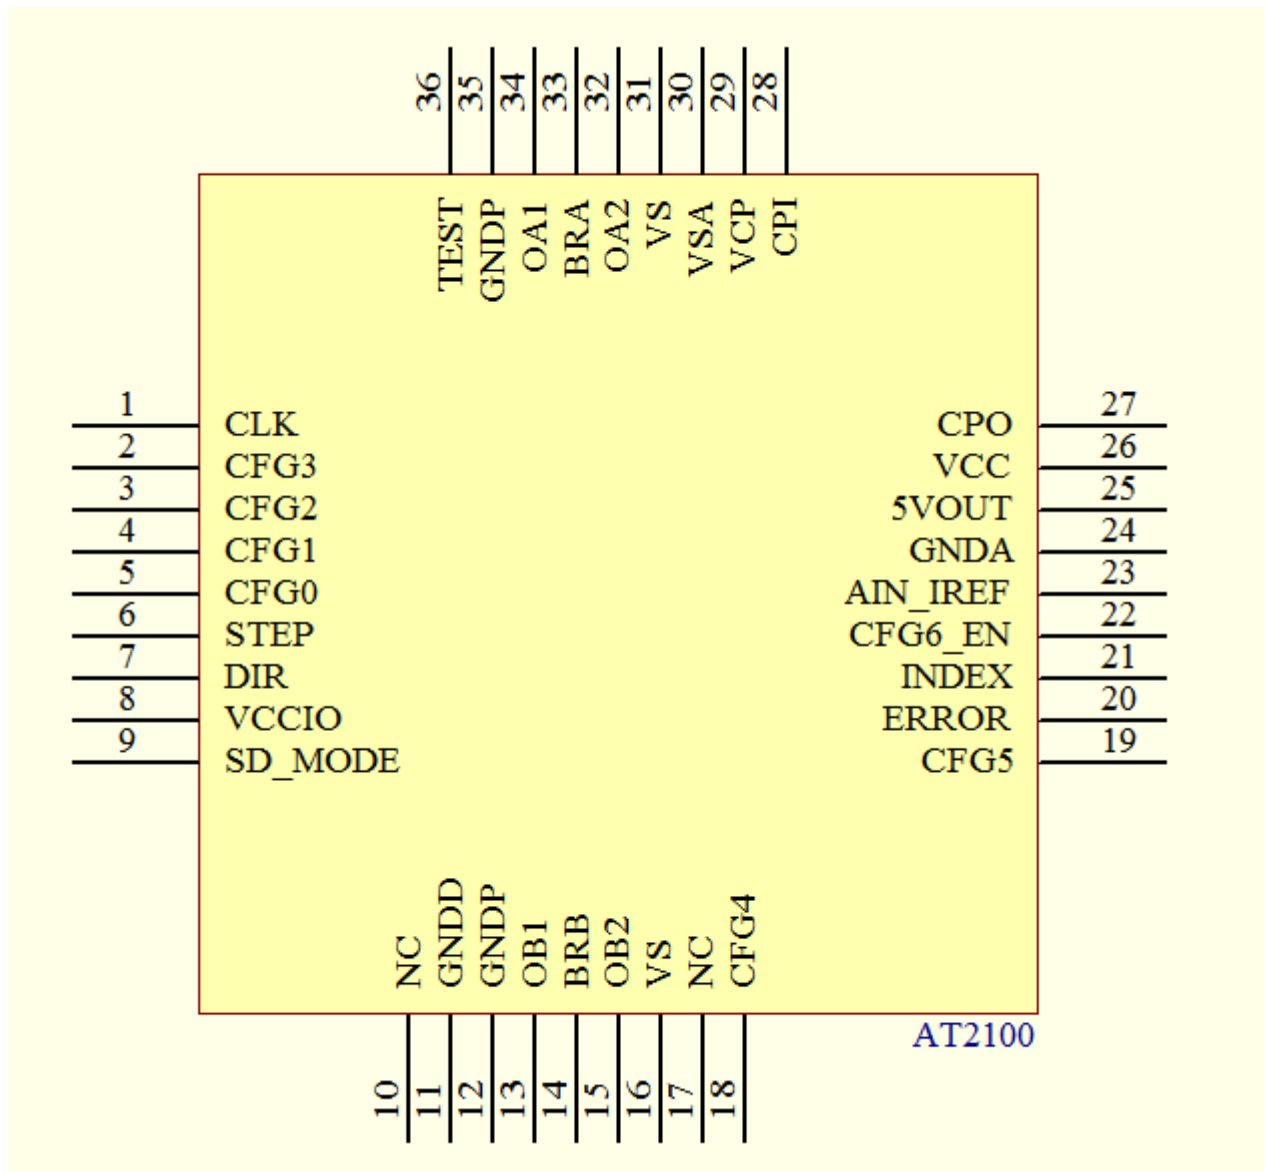 36 35 34 33 32 31 30 29 28
TEST GNDP OA1 BRA OA2 VS VSA VCP CPI
1 CLK CPO 27
2 CFG3 VCC 26
3 CFG2 5VOUT 25
4 CFG1 GNDA 24
5 CFG0 AIN_IREF 23
6 STEP CFG6_EN 22
7 DIR INDEX 21
8 VCCIO ERROR 20
9 SD_MODE CFG5 19
NC GNDD GNDP OB1 BRB OB2 VS NC CFG4
AT2100
10 11 12 13 14 15 16 17 18